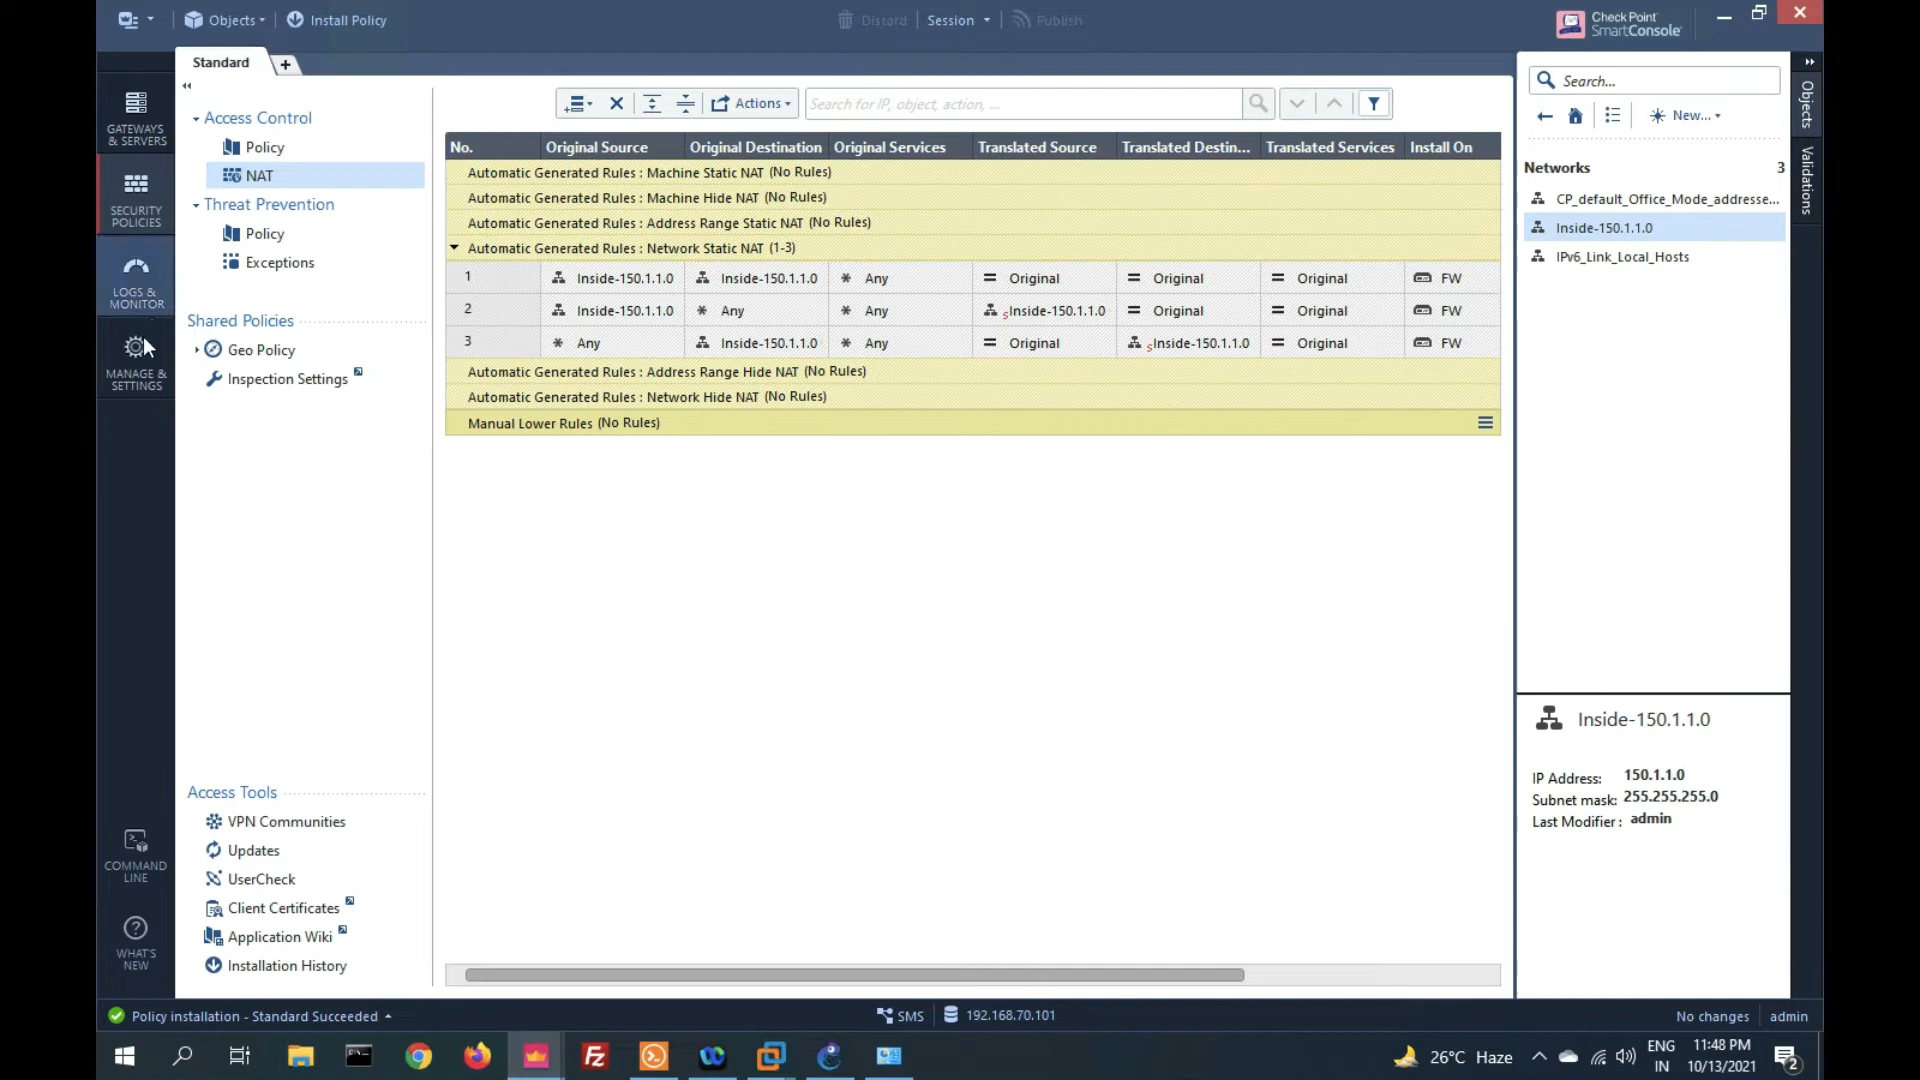 Objects
Install Policy
Discard
Session
Publish
Check Point
SmartConsole
Standard
+
GATEWAYS
& SERVERS
SECURITY
POLICIES
LOGS &
MONITOR
MANAGE &
SETTINGS
COMMAND
LINE
WHAT'S
NEW
Access Control
Policy
NAT
Threat Prevention
Policy
Exceptions
Shared Policies
Geo Policy
Inspection Settings
Access Tools
VPN Communities
Updates
UserCheck
Client Certificates
Application Wiki
Installation History
Actions
Search for IP, object, action, ...
No. Original Source Original Destination Original Services Translated Source Translated Destin... Translated Services Install On
Automatic Generated Rules : Machine Static NAT (No Rules)
Automatic Generated Rules : Machine Hide NAT (No Rules)
Automatic Generated Rules : Address Range Static NAT (No Rules)
Automatic Generated Rules : Network Static NAT (1-3)
1 Inside-150.1.1.0 Inside-150.1.1.0 * Any = Original = Original = Original FW
2 Inside-150.1.1.0 * Any * Any sInside-150.1.1.0 = Original = Original FW
3 * Any Inside-150.1.1.0 * Any = Original sInside-150.1.1.0 = Original FW
Automatic Generated Rules : Address Range Hide NAT (No Rules)
Automatic Generated Rules : Network Hide NAT (No Rules)
Manual Lower Rules (No Rules)
Search...
New...
Networks 3
CP_default_Office_Mode_addresse...
Inside-150.1.1.0
IPv6_Link_Local_Hosts
Objects
Validations
Inside-150.1.1.0
IP Address: 150.1.1.0
Subnet mask: 255.255.255.0
Last Modifier : admin
Policy installation - Standard Succeeded
SMS
192.168.70.101
No changes
admin
26°C Haze
ENG
IN
11:48 PM
10/13/2021
2